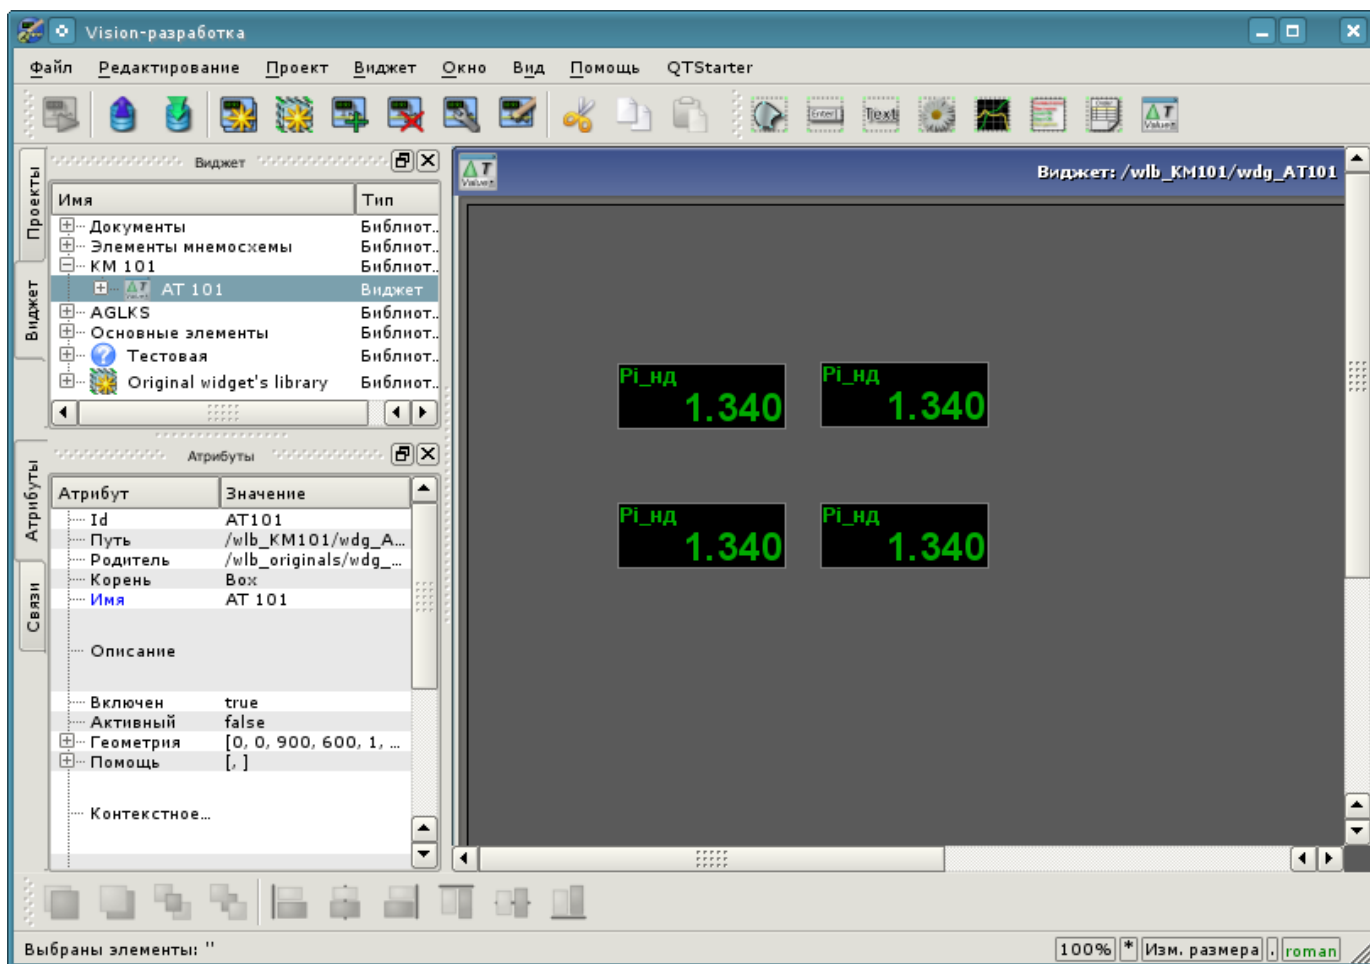 Vision-разработка
Файл Редактирование Проект Виджет Окно Вид Помощь QTStarter
Проекты
Виджет
Виджет
Имя Тип
Документы Библиот..
Элементы мнемосхемы Библиот..
КМ 101 Библиот..
АТ 101 Виджет
AGLKS Библиот..
Основные элементы Библиот..
Тестовая Библиот..
Original widget's library Библиот..
Атрибуты
Связи
Атрибуты
Атрибут Значение
Id AT101
Путь /wlb_KM101/wdg_A...
Родитель /wlb_originals/wdg_...
Корень Box
Имя АТ 101
Описание
Включен true
Активный false
Геометрия [0, 0, 900, 600, 1, ...
Помощь [, ]
Контекстное...
Виджет: /wlb_KM101/wdg_AT101
Pi_нд Pi_нд
1.340 1.340
Pi_нд Pi_нд
1.340 1.340
Выбраны элементы: ''
100% * Изм. размера . roman